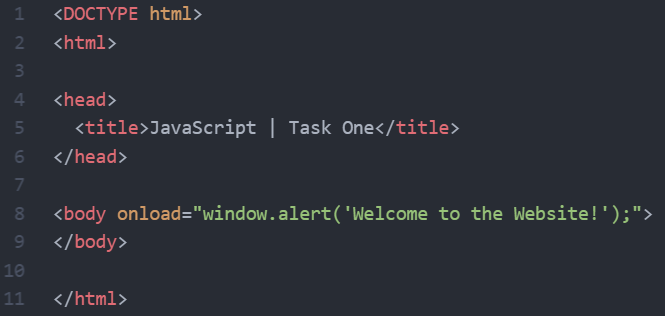 1 <DOCTYPE html>
2 <html>
3
4 <head>
5   <title>JavaScript | Task One</title>
6 </head>
7
8 <body onload="window.alert('Welcome to the Website!');">
9 </body>
10
11 </html>